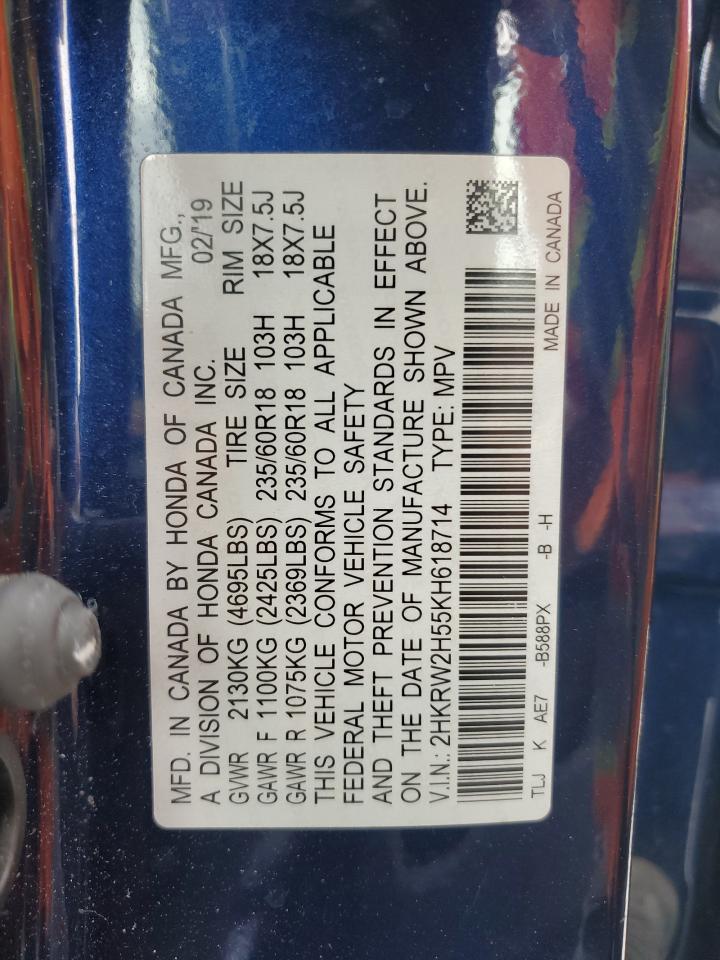 MFD. IN CANADA BY HONDA OF CANADA MFG.,
A DIVISION OF HONDA CANADA INC. 02/'19
GVWR 2130KG (4695LBS) TIRE SIZE RIM SIZE
GAWR F 1100KG (2425LBS) 235/60R18 103H 18X7.5J
GAWR R 1075KG (2369LBS) 235/60R18 103H 18X7.5J
THIS VEHICLE CONFORMS TO ALL APPLICABLE
FEDERAL MOTOR VEHICLE SAFETY
AND THEFT PREVENTION STANDARDS IN EFFECT
ON THE DATE OF MANUFACTURE SHOWN ABOVE.
V.I.N.: 2HKRW2H55KH618714 TYPE: MPV
TLJ K AE7 -B588PX -B -H MADE IN CANADA